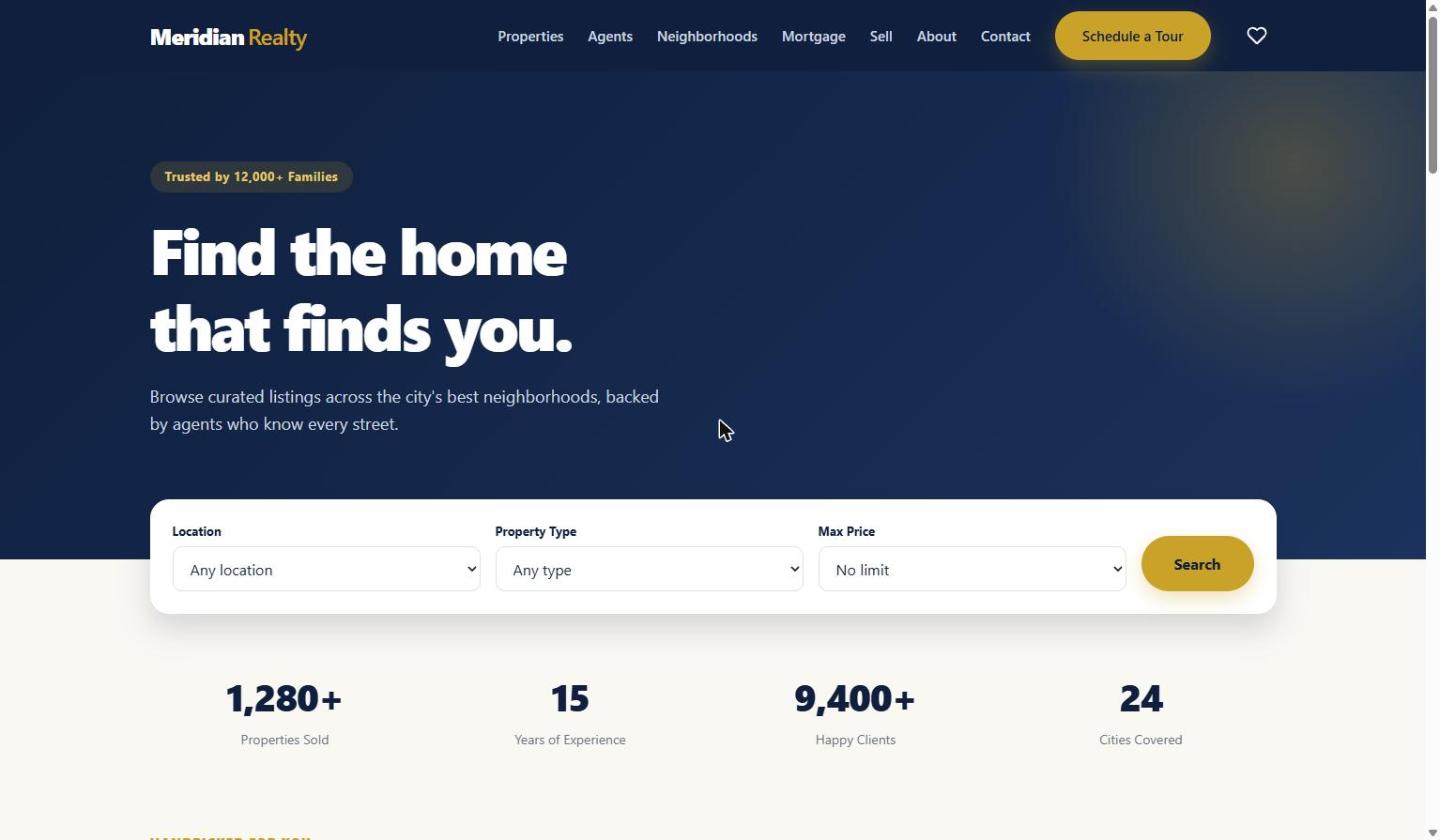 Meridian Realty
Properties
Agents
Neighborhoods
Mortgage
Sell
About
Contact
Schedule a Tour
Trusted by 12,000+ Families
Find the home
that finds you.
Browse curated listings across the city's best neighborhoods, backed
by agents who know every street.
Location
Any location
Property Type
Any type
Max Price
No limit
Search
1,280+
Properties Sold
15
Years of Experience
9,400+
Happy Clients
24
Cities Covered